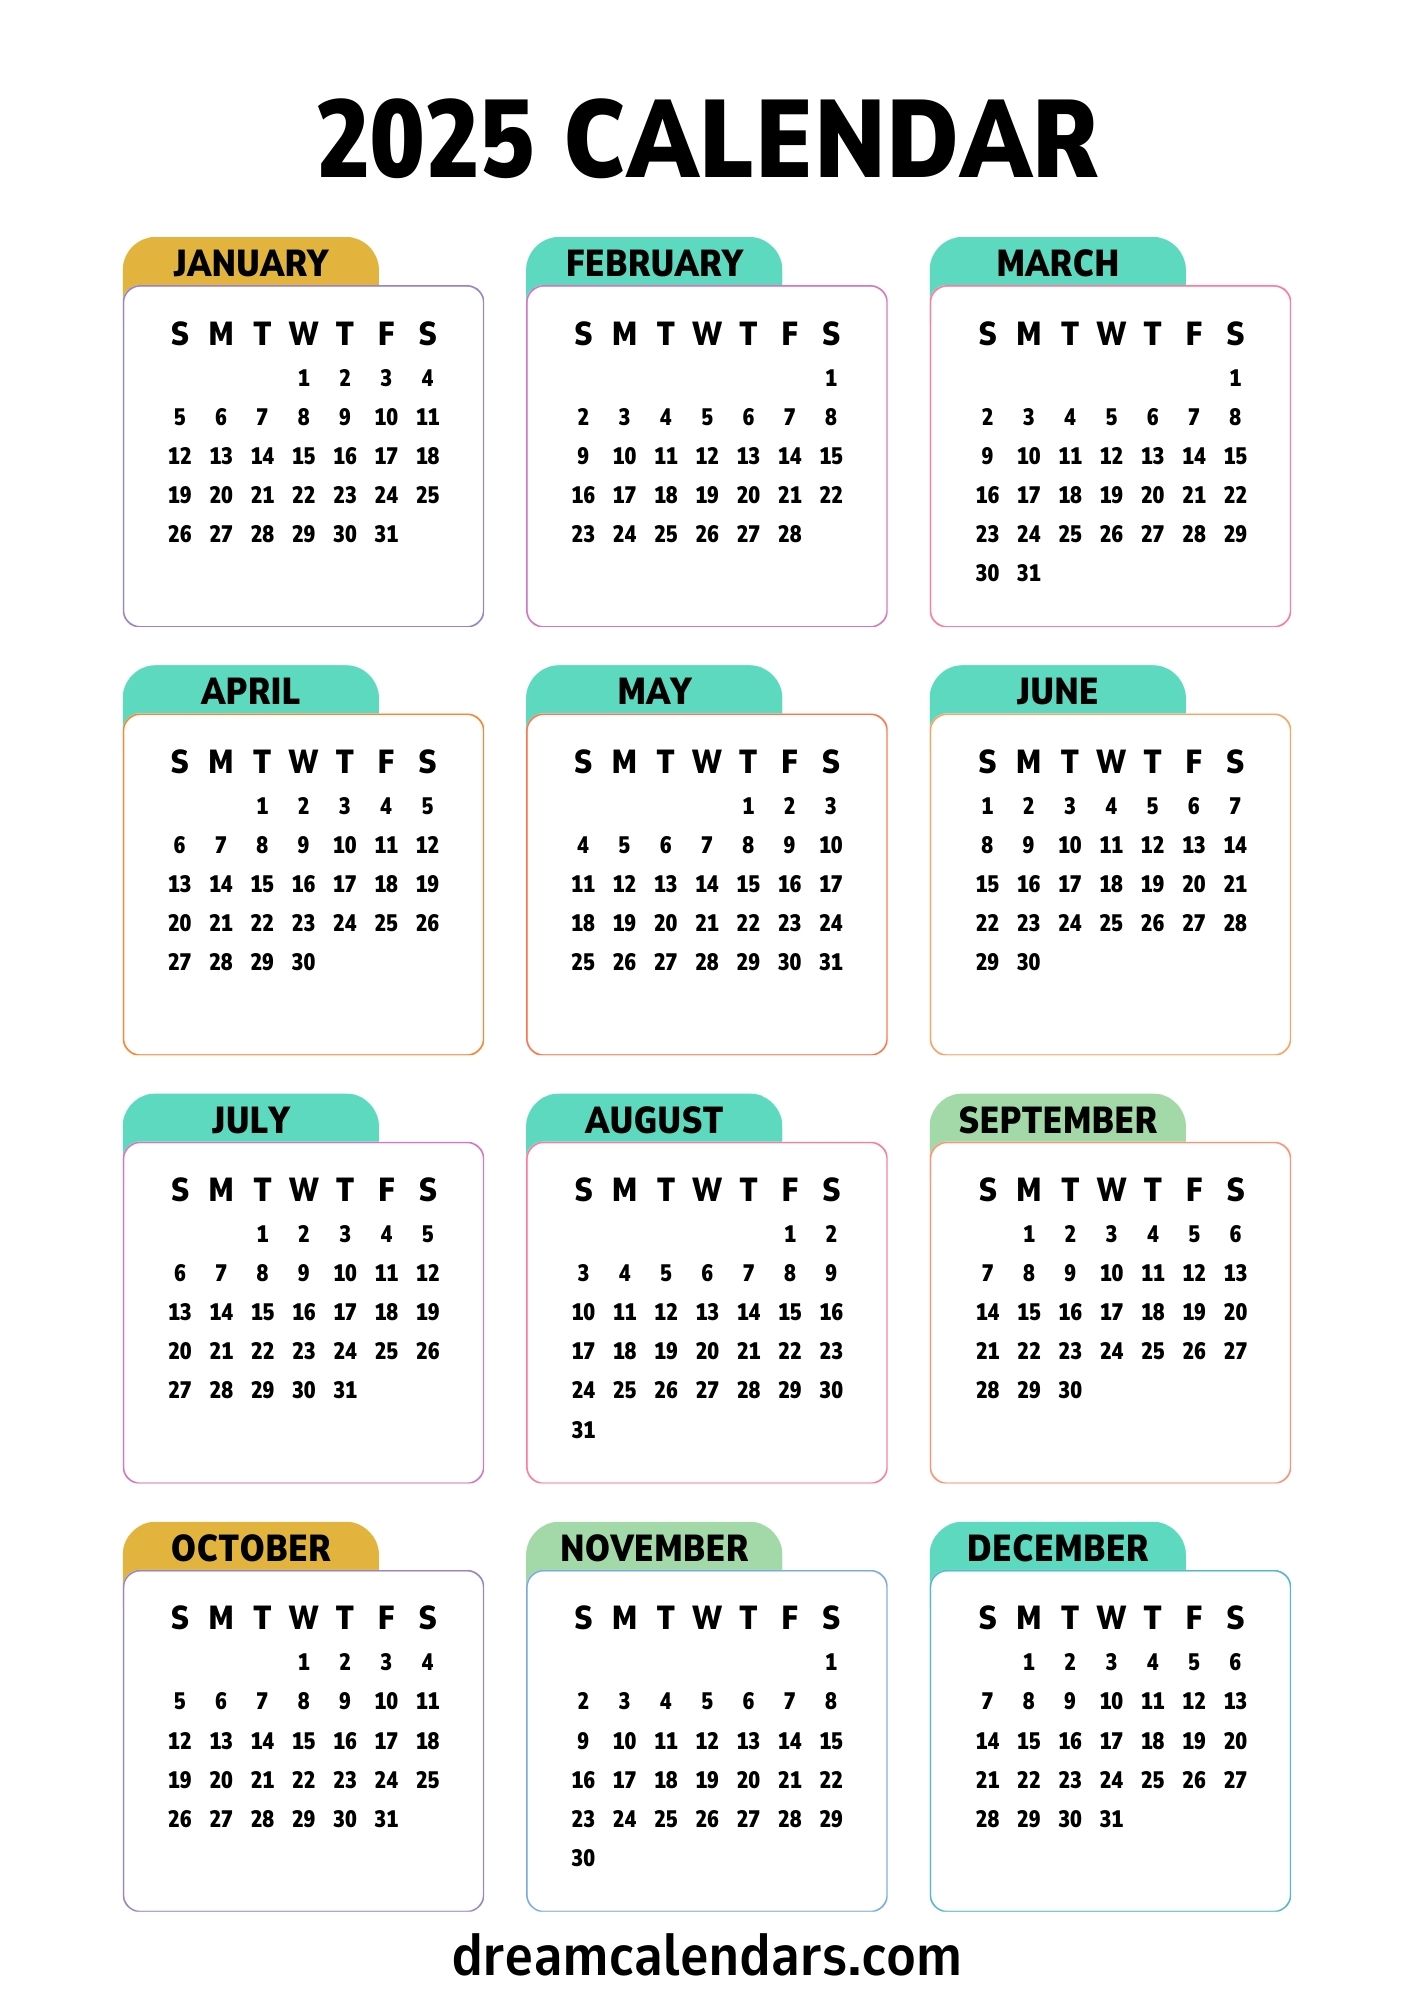 2025 CALENDAR
JANUARY
S M T W T F S
1 2 3 4
5 6 7 8 9 10 11
12 13 14 15 16 17 18
19 20 21 22 23 24 25
26 27 28 29 30 31
FEBRUARY
S M T W T F S
1
2 3 4 5 6 7 8
9 10 11 12 13 14 15
16 17 18 19 20 21 22
23 24 25 26 27 28
MARCH
S M T W T F S
1
2 3 4 5 6 7 8
9 10 11 12 13 14 15
16 17 18 19 20 21 22
23 24 25 26 27 28 29
30 31
APRIL
S M T W T F S
1 2 3 4 5
6 7 8 9 10 11 12
13 14 15 16 17 18 19
20 21 22 23 24 25 26
27 28 29 30
MAY
S M T W T F S
1 2 3
4 5 6 7 8 9 10
11 12 13 14 15 16 17
18 19 20 21 22 23 24
25 26 27 28 29 30 31
JUNE
S M T W T F S
1 2 3 4 5 6 7
8 9 10 11 12 13 14
15 16 17 18 19 20 21
22 23 24 25 26 27 28
29 30
JULY
S M T W T F S
1 2 3 4 5
6 7 8 9 10 11 12
13 14 15 16 17 18 19
20 21 22 23 24 25 26
27 28 29 30 31
AUGUST
S M T W T F S
1 2
3 4 5 6 7 8 9
10 11 12 13 14 15 16
17 18 19 20 21 22 23
24 25 26 27 28 29 30
31
SEPTEMBER
S M T W T F S
1 2 3 4 5 6
7 8 9 10 11 12 13
14 15 16 17 18 19 20
21 22 23 24 25 26 27
28 29 30
OCTOBER
S M T W T F S
1 2 3 4
5 6 7 8 9 10 11
12 13 14 15 16 17 18
19 20 21 22 23 24 25
26 27 28 29 30 31
NOVEMBER
S M T W T F S
1
2 3 4 5 6 7 8
9 10 11 12 13 14 15
16 17 18 19 20 21 22
23 24 25 26 27 28 29
30
DECEMBER
S M T W T F S
1 2 3 4 5 6
7 8 9 10 11 12 13
14 15 16 17 18 19 20
21 22 23 24 25 26 27
28 29 30 31
dreamcalendars.com